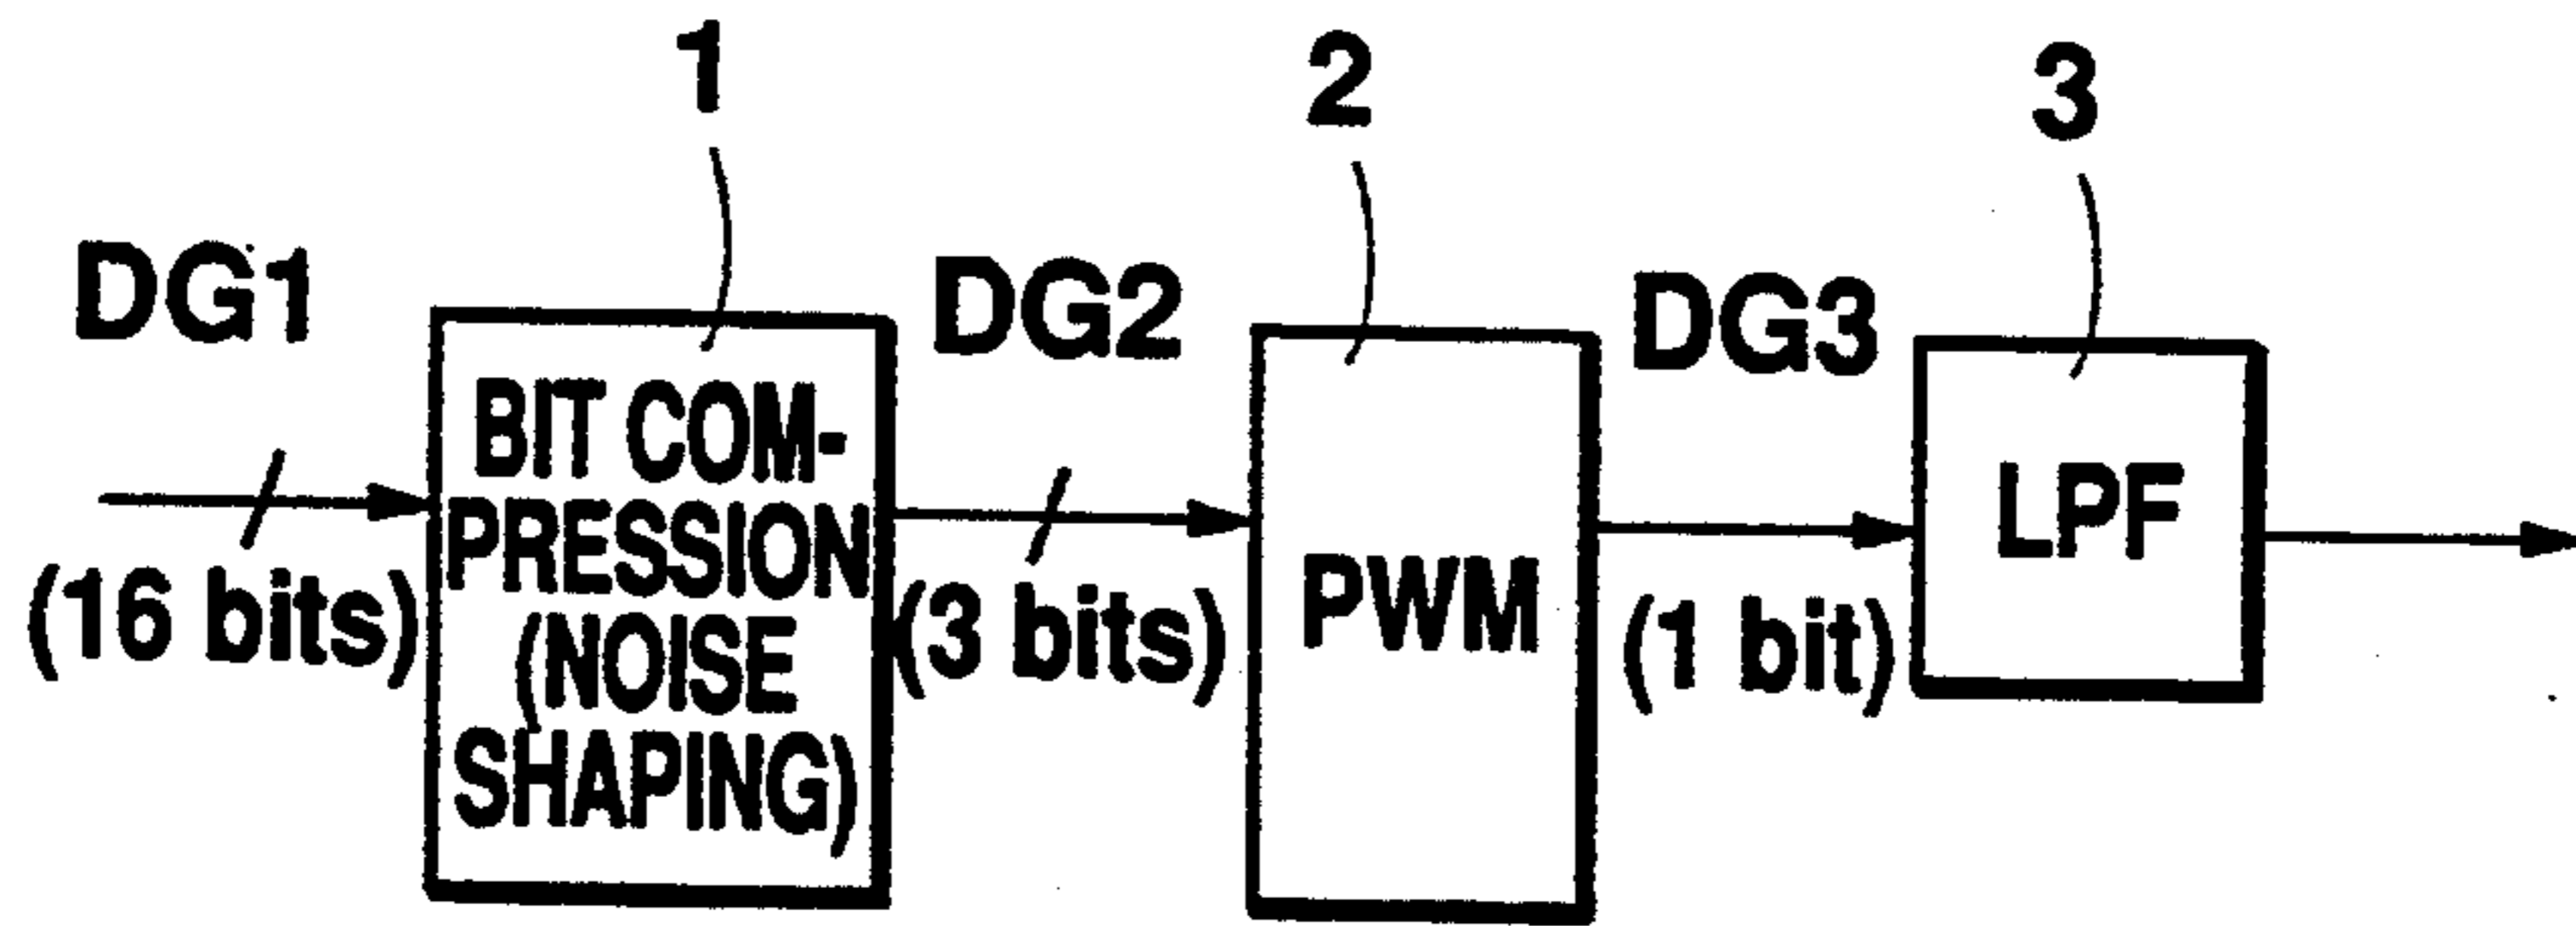 1
2
3
DG1
DG2
DG3
(16 bits)
BIT COM-
PRESSION
(NOISE
SHAPING)
(3 bits)
PWM
(1 bit)
LPF